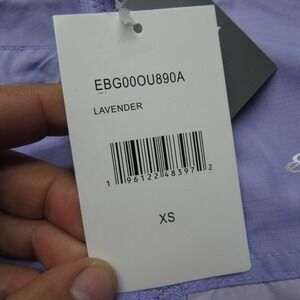 EBG00OU890A
LAVENDER
1 96122 48397 2
XS